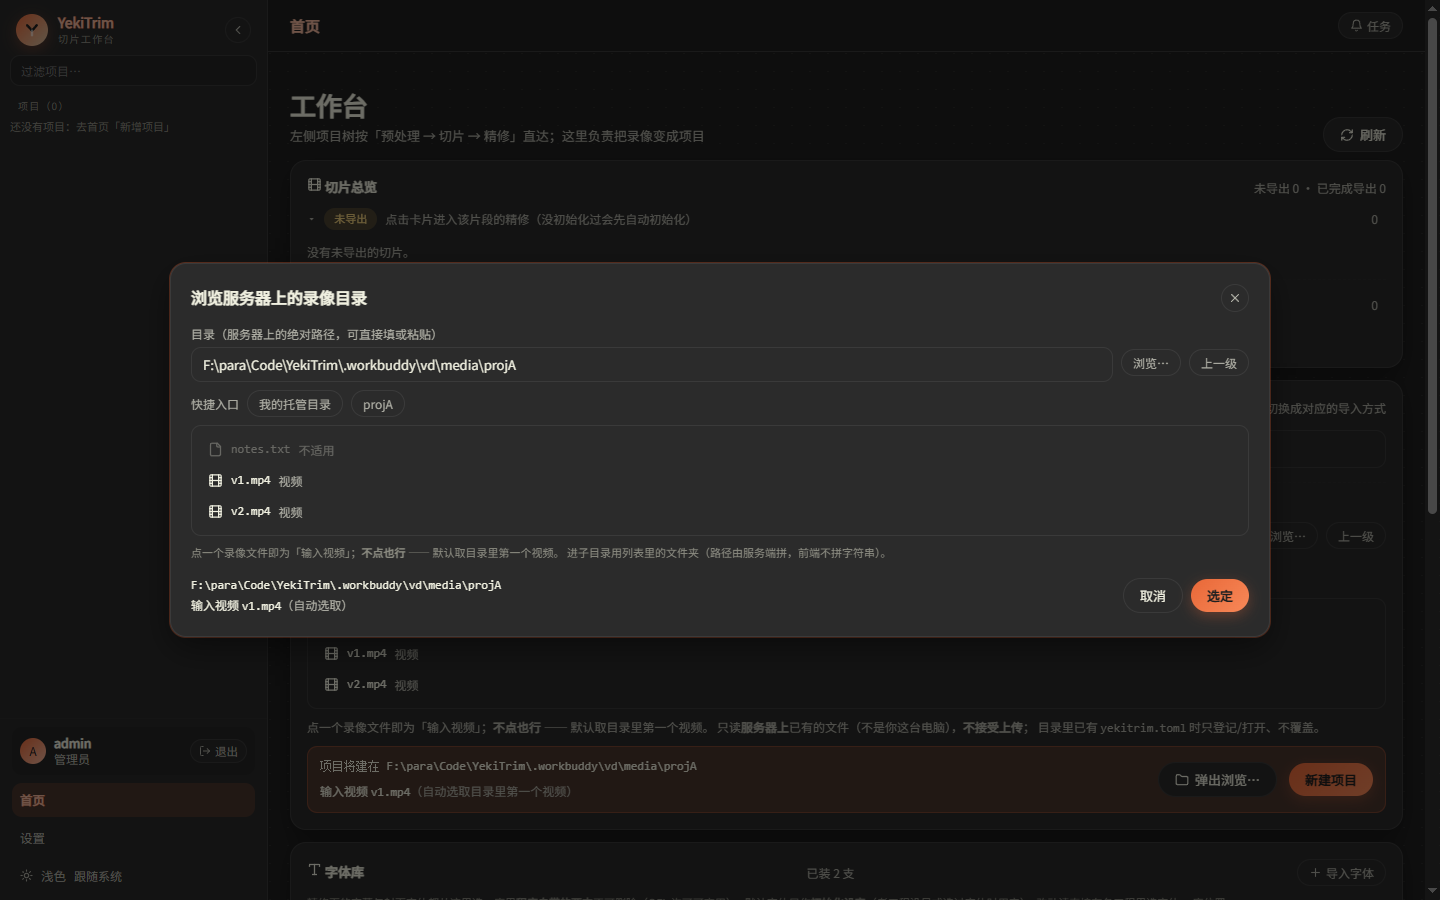 YekiTrim
切片工作台
过滤项目…
项目（0）
还没有项目：去首页「新增项目」
首页
任务
工作台
左侧项目树按「预处理 → 切片 → 精修」直达；这里负责把录像变成项目
刷新
切片总览
未导出 0 · 已完成导出 0
未导出 点击卡片进入该片段的精修（没初始化过会先自动初始化）
0
没有未导出的切片。
0
浏览服务器上的录像目录
目录（服务器上的绝对路径，可直接填或粘贴）
F:\para\Code\YekiTrim\.workbuddy\vd\media\projA
浏览…
上一级
快捷入口 我的托管目录 projA
notes.txt 不适用
v1.mp4 视频
v2.mp4 视频
点一个录像文件即为「输入视频」；不点也行 —— 默认取目录里第一个视频。 进子目录用列表里的文件夹（路径由服务端拼，前端不拼字符串）。
F:\para\Code\YekiTrim\.workbuddy\vd\media\projA
输入视频 v1.mp4（自动选取）
取消
选定
切换成对应的导入方式
浏览…
上一级
v1.mp4 视频
v2.mp4 视频
点一个录像文件即为「输入视频」；不点也行 —— 默认取目录里第一个视频。 只读服务器上已有的文件（不是你这台电脑），不接受上传； 目录里已有 yekitrim.toml 时只登记/打开、不覆盖。
项目将建在 F:\para\Code\YekiTrim\.workbuddy\vd\media\projA
输入视频 v1.mp4（自动选取目录里第一个视频）
弹出浏览…
新建项目
字体库
已装 2 支
导入字体
A
admin
管理员
退出
首页
设置
浅色 跟随系统